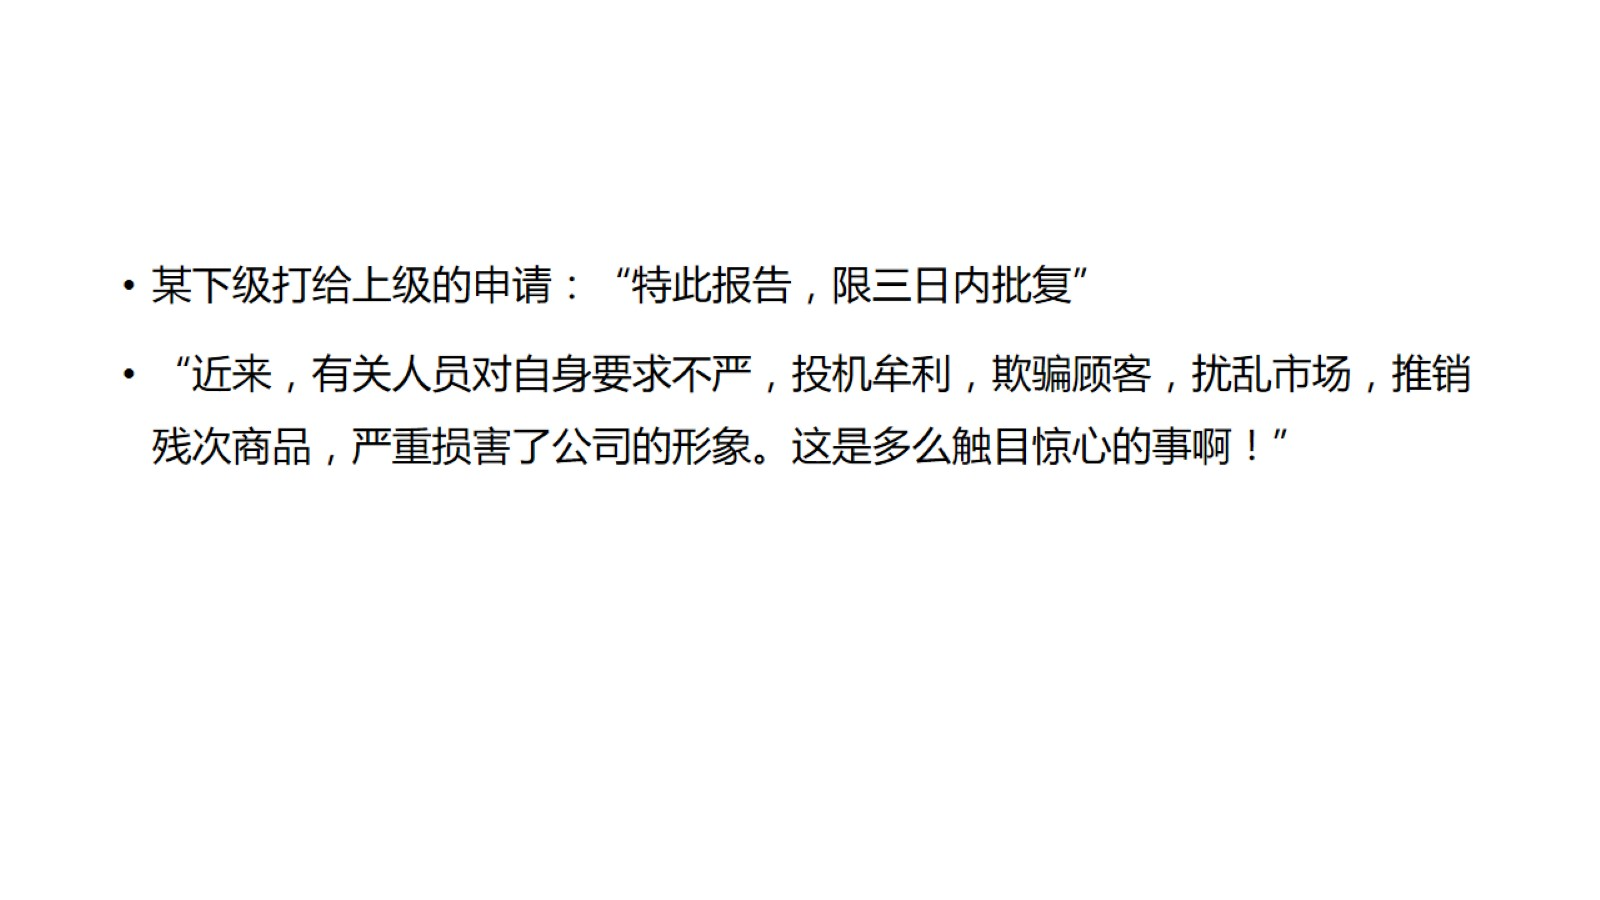 • 某下级打给上级的申请：“特此报告，限三日内批复”
• “近来，有关人员对自身要求不严，投机牟利，欺骗顾客，扰乱市场，推销
残次商品，严重损害了公司的形象。这是多么触目惊心的事啊！”